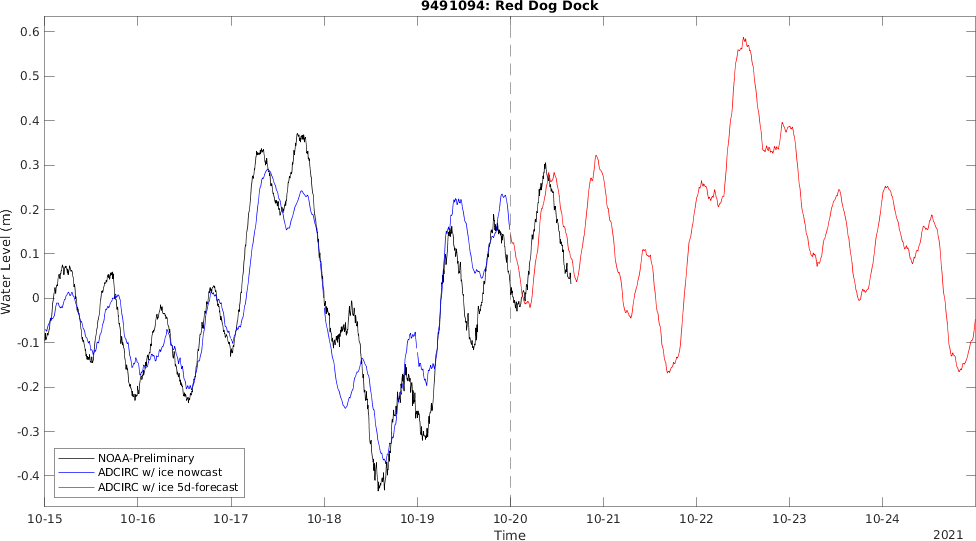 9491094: Red Dog Dock
Water Level (m)
0.6
0.5
0.4
0.3
0.2
0.1
0
-0.1
-0.2
-0.3
-0.4
NOAA-Preliminary
ADCIRC w/ ice nowcast
ADCIRC w/ ice 5d-forecast
10-15 10-16 10-17 10-18 10-19 10-20 10-21 10-22 10-23 10-24
Time
2021